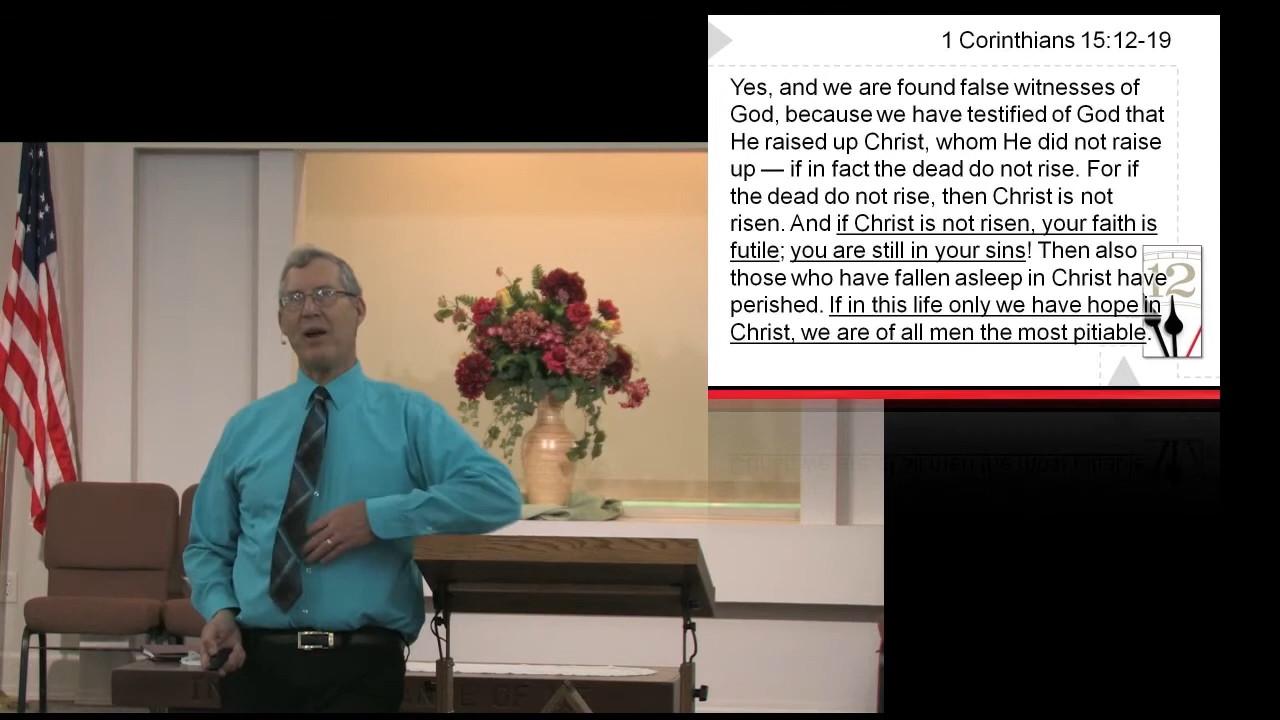 1 Corinthians 15:12-19
Yes, and we are found false witnesses of
God, because we have testified of God that
He raised up Christ, whom He did not raise
up — if in fact the dead do not rise. For if
the dead do not rise, then Christ is not
risen. And if Christ is not risen, your faith is
futile; you are still in your sins! Then also
those who have fallen asleep in Christ have
perished. If in this life only we have hope in
Christ, we are of all men the most pitiable.
12
OF